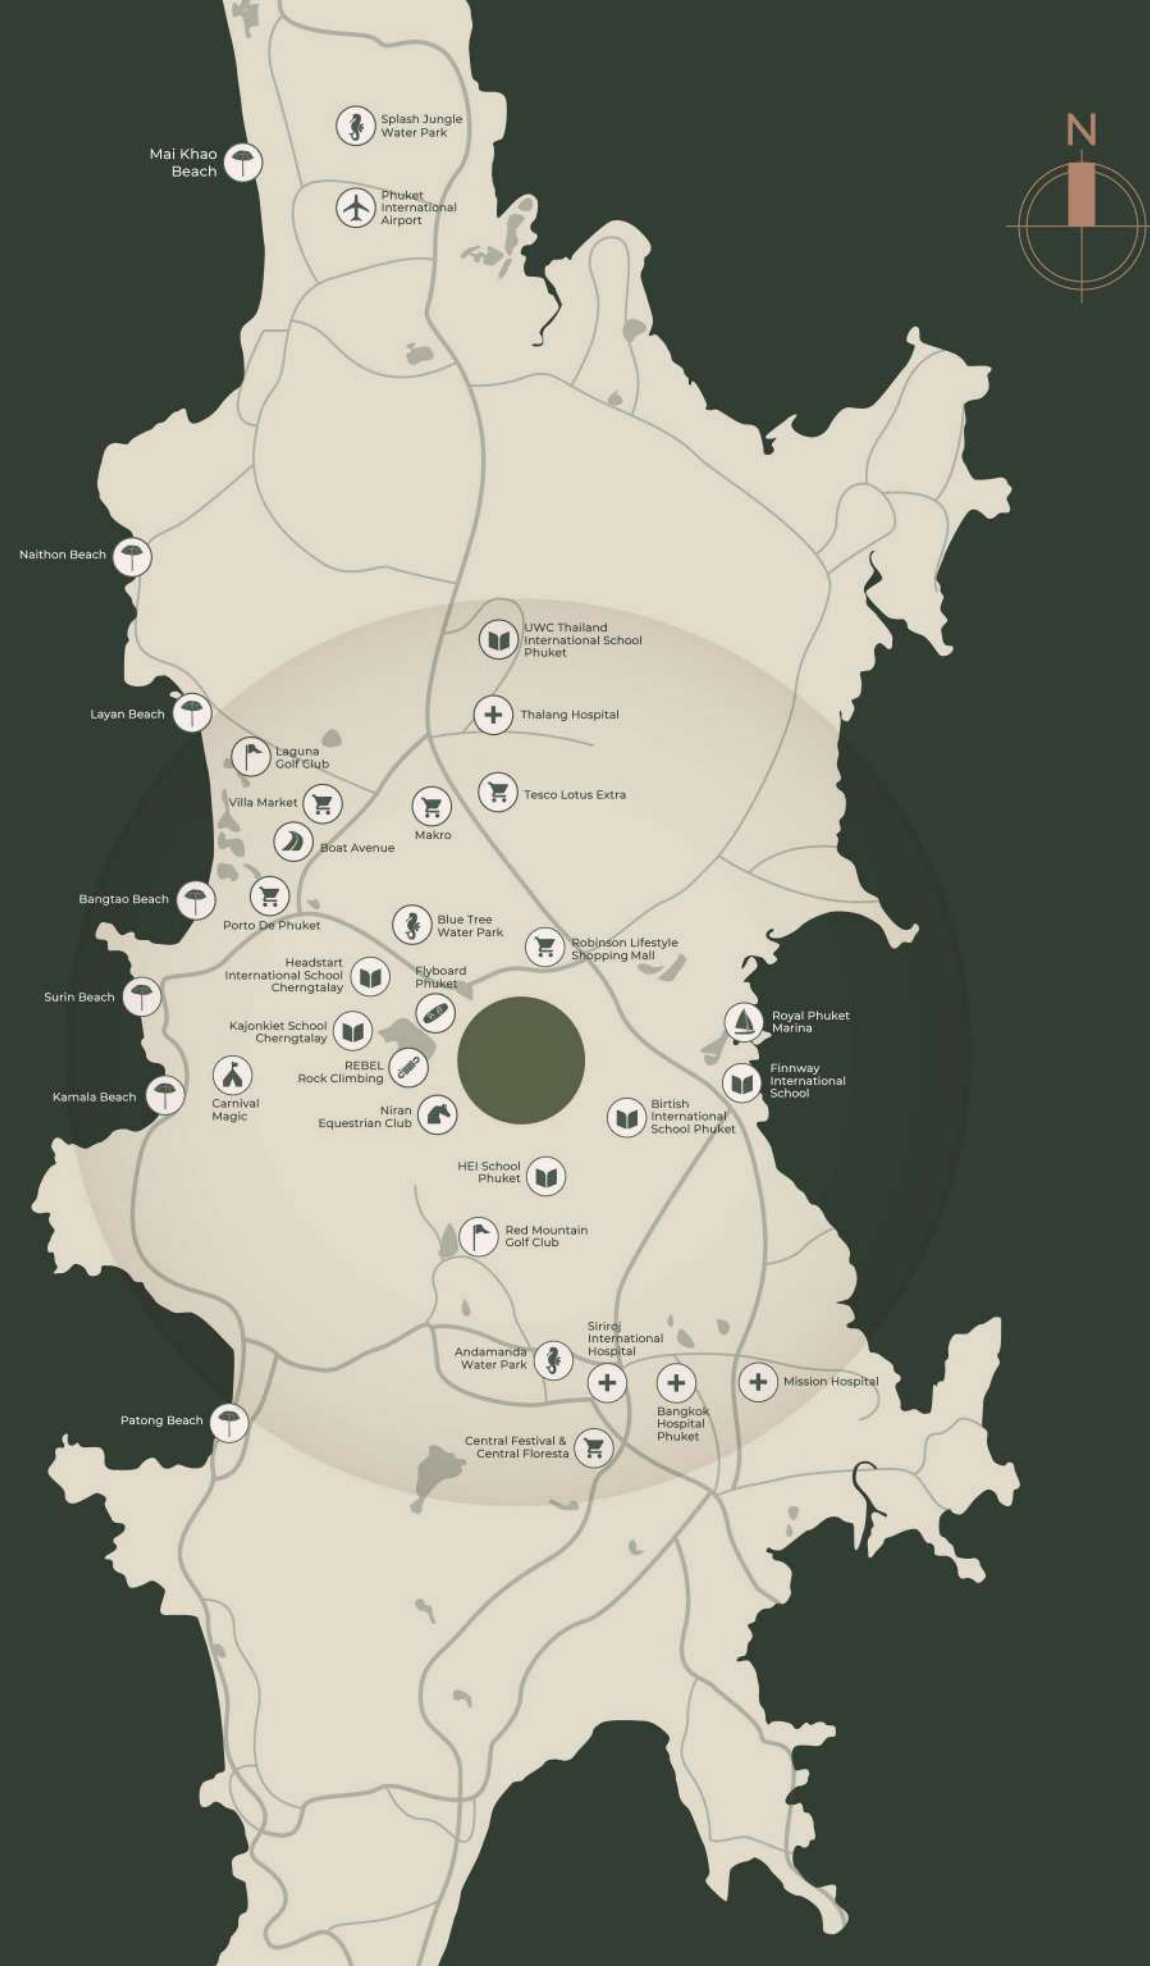 N
Splash Jungle
Water Park
Mai Khao
Beach
Phuket
International
Airport
Naithon Beach
UWC Thailand
International School
Phuket
Layan Beach
Thalang Hospital
Laguna
Golf Club
Villa Market
Tesco Lotus Extra
Makro
Boat Avenue
Bangtao Beach
Porto De Phuket
Blue Tree
Water Park
Robinson Lifestyle
Shopping Mall
Headstart
International School
Cherngtalay
Flyboard
Phuket
Surin Beach
Kajonkiet School
Cherngtalay
Royal Phuket
Marina
REBEL
Rock Climbing
Finnway
International
School
Kamala Beach
Carnival
Magic
Niran
Equestrian Club
Birtish
International
School Phuket
HEI School
Phuket
Red Mountain
Golf Club
Siriroj
International
Hospital
Andamanda
Water Park
Mission Hospital
Bangkok
Hospital
Phuket
Patong Beach
Central Festival &
Central Floresta